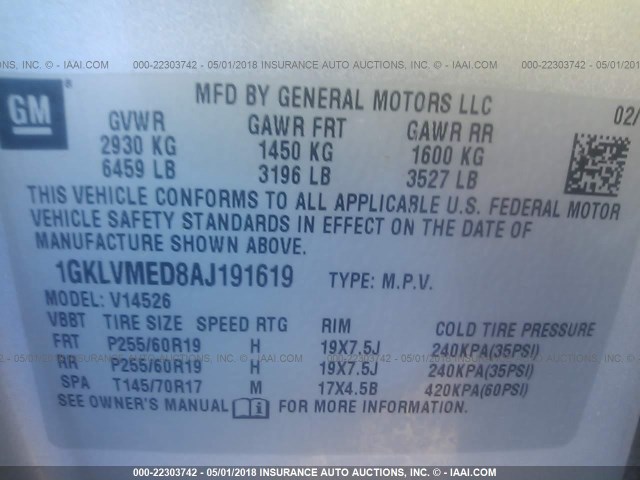 000-22303742 - 05/01/2018 INSURANCE AUTO AUCTIONS, INC. - IAAI.COM
GM
MFD BY GENERAL MOTORS LLC 02/
GVWR GAWR FRT GAWR RR
2930 KG 1450 KG 1600 KG
6459 LB 3196 LB 3527 LB
THIS VEHICLE CONFORMS TO ALL APPLICABLE U.S. FEDERAL MOTOR
VEHICLE SAFETY STANDARDS IN EFFECT ON THE DATE OF
MANUFACTURE SHOWN ABOVE.
1GKLVMED8AJ191619 TYPE: M.P.V.
MODEL: V14526
VBBT TIRE SIZE SPEED RTG RIM COLD TIRE PRESSURE
FRT P255/60R19 H 19X7.5J 240KPA(35PSI)
RR P255/60R19 H 19X7.5J 240KPA(35PSI)
SPA T145/70R17 M 17X4.5B 420KPA(60PSI)
SEE OWNER'S MANUAL FOR MORE INFORMATION.
000-22303742 - 05/01/2018 INSURANCE AUTO AUCTIONS, INC. - IAAI.COM